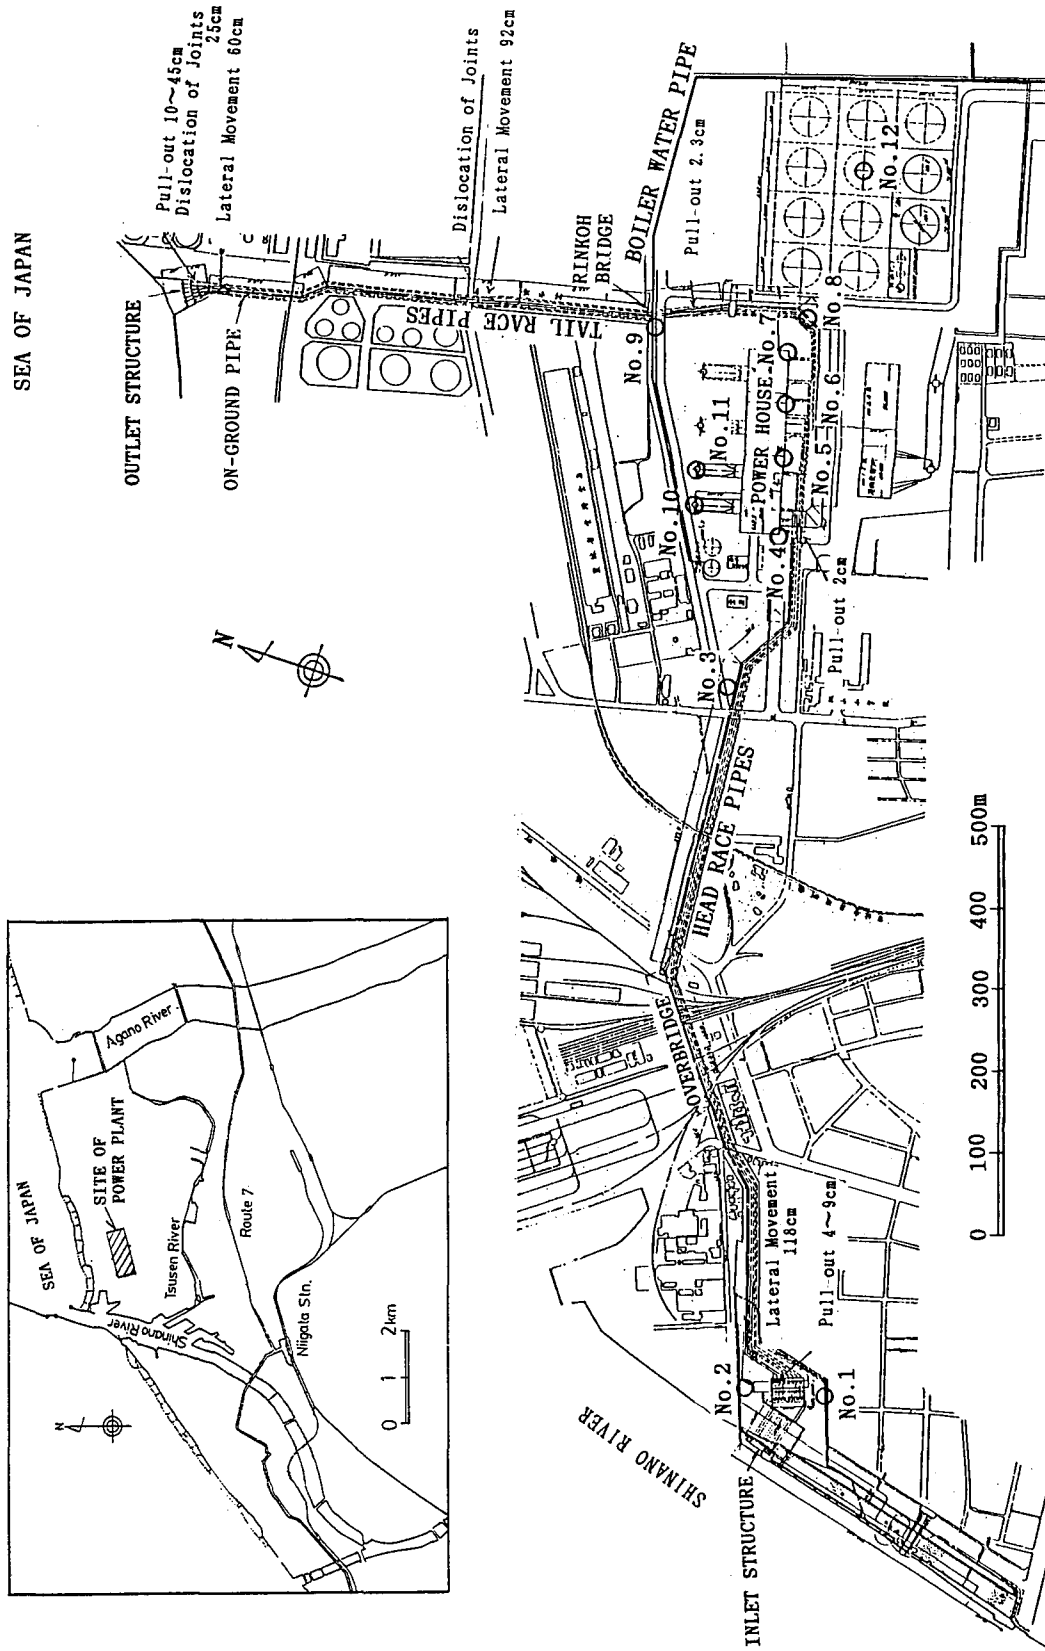 SEA OF JAPAN
OUTLET STRUCTURE
ON-GROUND PIPE
Pull-out 10~45cm
Dislocation of Joints
25cm
Lateral Movement 60cm
Dislocation of Joints
Lateral Movement 92cm
TAIL RACE PIPES
RINKOH
BRIDGE
BOILER WATER PIPE
Pull-out 2.3cm
No.12
No.9
No.8
No.7
No.6
No.5
POWER HOUSE
No.11
No.10
No.4
Pull-out 2cm
No.3
N
HEAD RACE PIPES
OVERBRIDGE
Lateral Movement
118cm
Pull-out 4~9cm
No.2
No.1
INLET STRUCTURE
SHINANO RIVER
0 100 200 300 400 500m
SEA OF JAPAN
SITE OF
POWER PLANT
Agano River
Tsusen River
Shinano River
Route 7
Niigata Stn.
N
0 1 2km